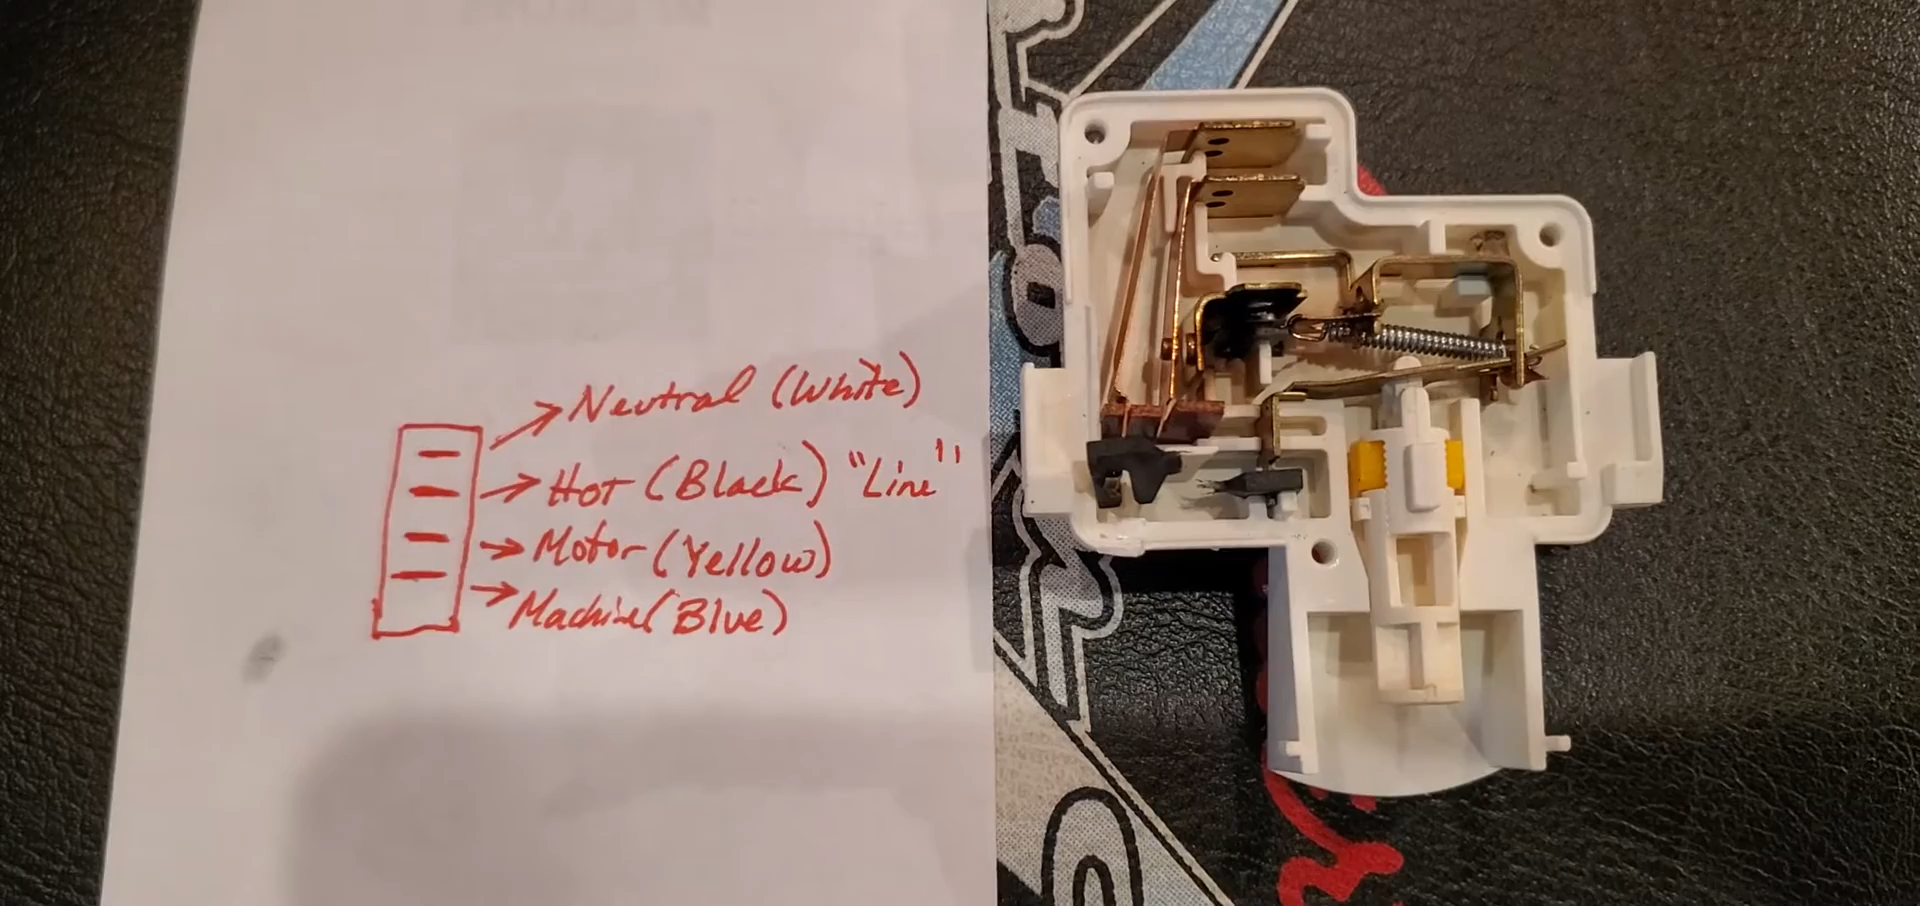 Neutral (White)
Hot (Black) "Line"
Motor (Yellow)
Machine (Blue)